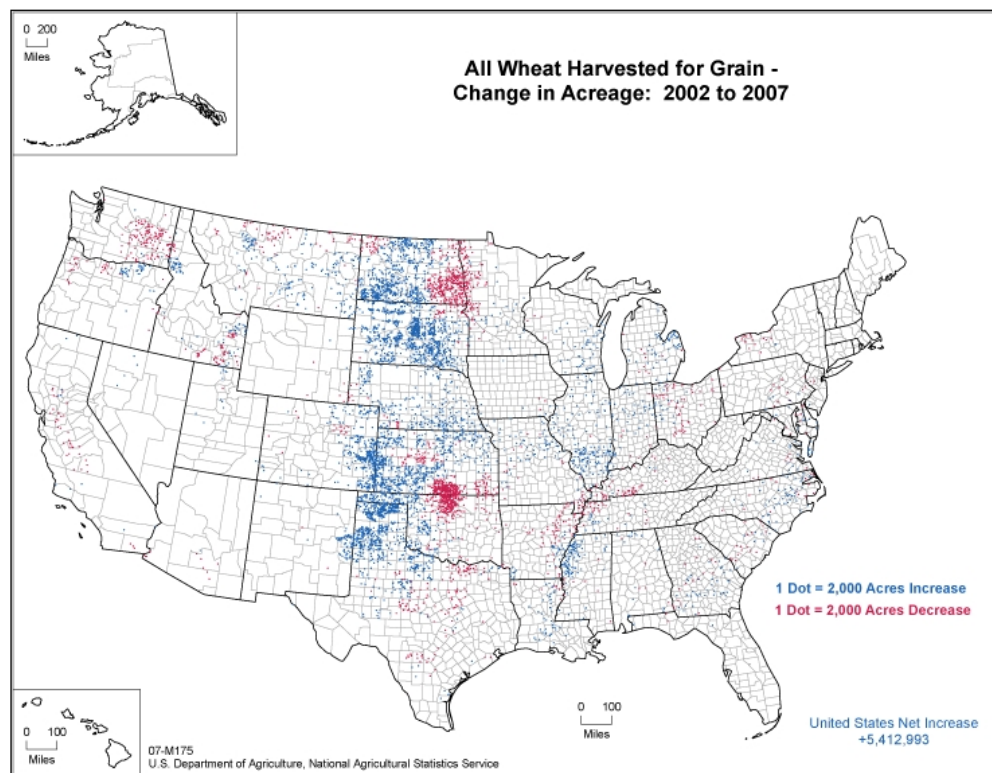 0 200
Miles
All Wheat Harvested for Grain -
Change in Acreage: 2002 to 2007
1 Dot = 2,000 Acres Increase
1 Dot = 2,000 Acres Decrease
0 100
Miles
0 100
Miles
United States Net Increase
+5,412,993
07-M175
U.S. Department of Agriculture, National Agricultural Statistics Service